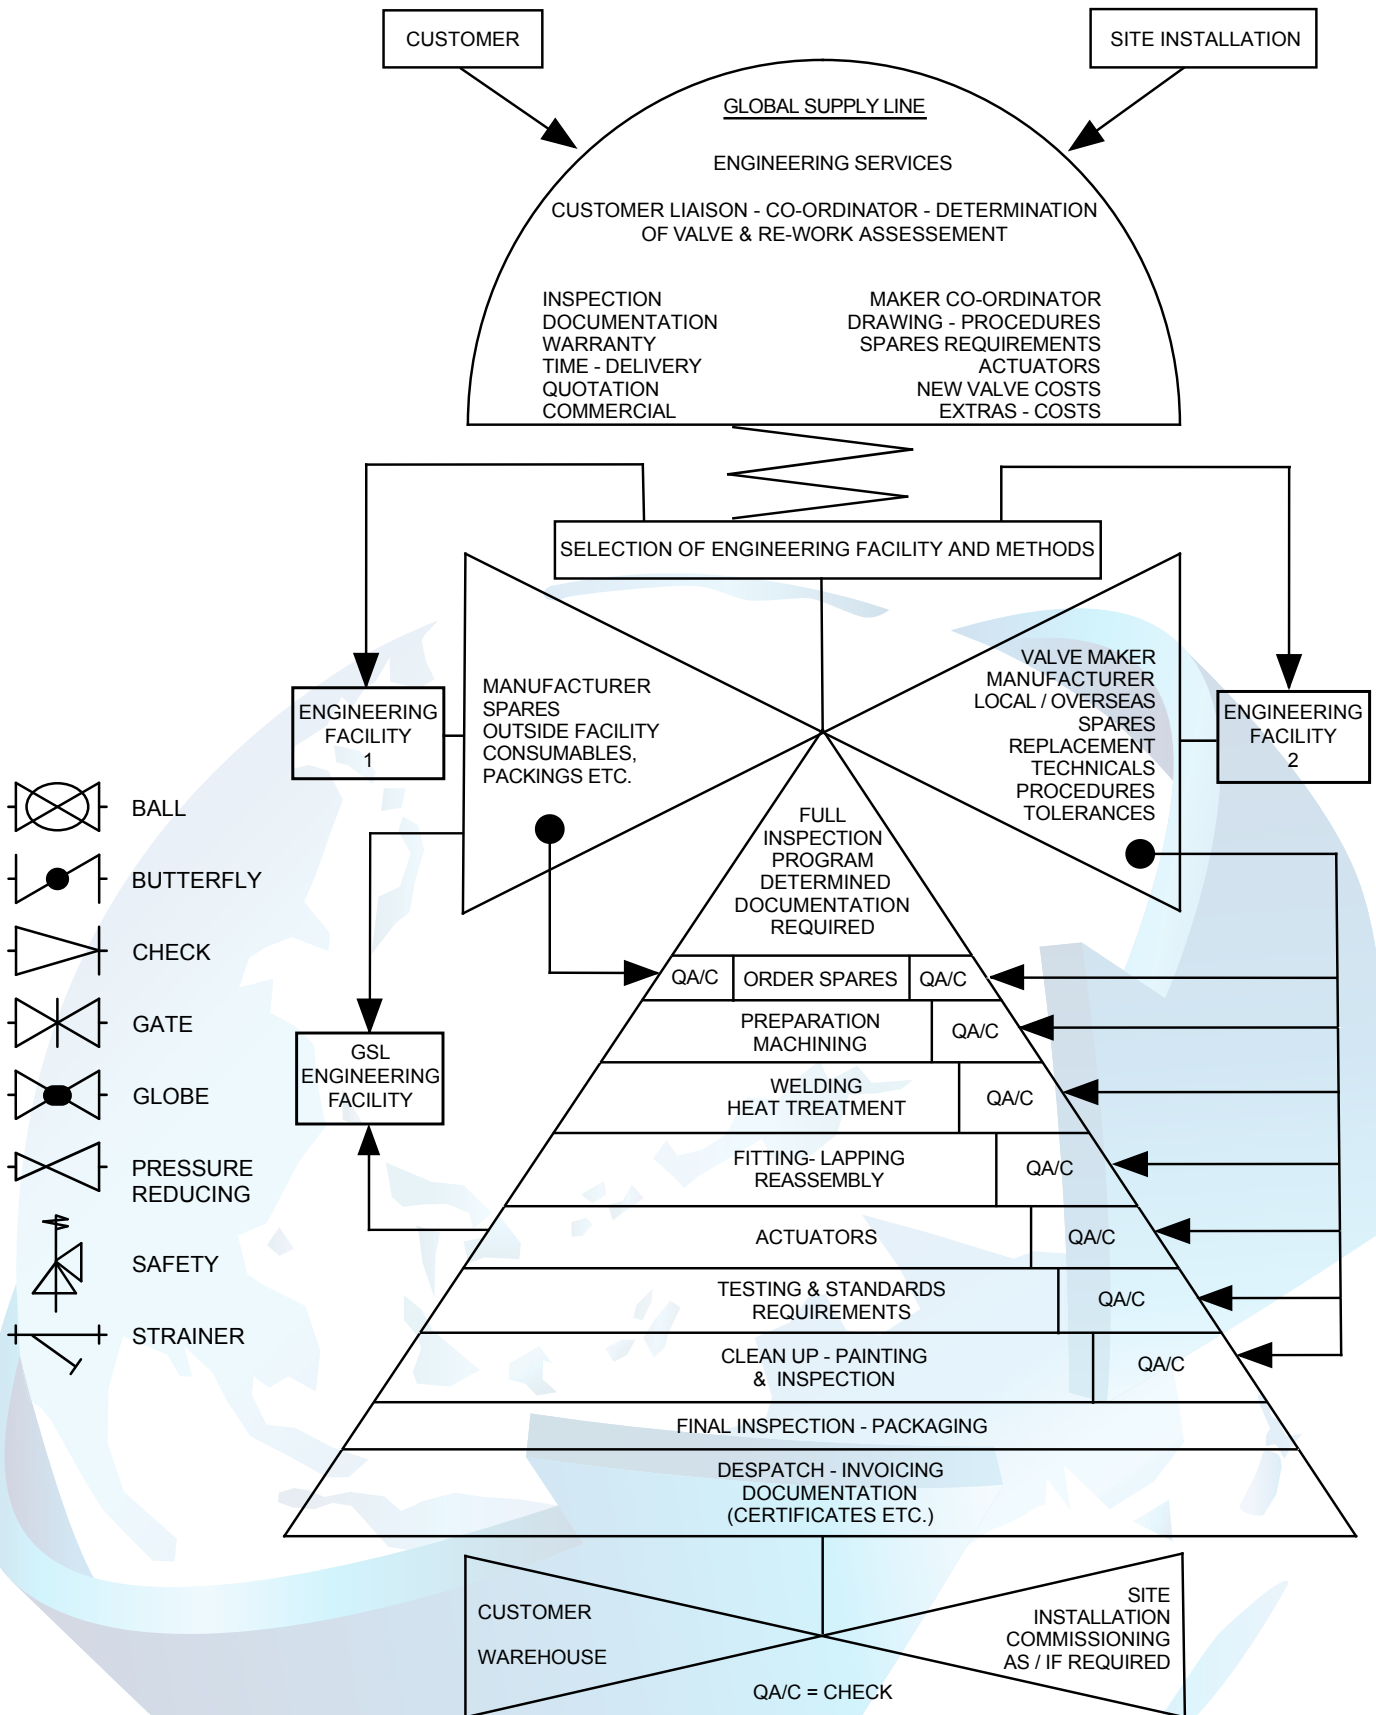 CUSTOMER
SITE INSTALLATION
GLOBAL SUPPLY LINE
ENGINEERING SERVICES
CUSTOMER LIAISON - CO-ORDINATOR - DETERMINATION
OF VALVE & RE-WORK ASSESSEMENT
INSPECTION
DOCUMENTATION
WARRANTY
TIME - DELIVERY
QUOTATION
COMMERCIAL
MAKER CO-ORDINATOR
DRAWING - PROCEDURES
SPARES REQUIREMENTS
ACTUATORS
NEW VALVE COSTS
EXTRAS - COSTS
SELECTION OF ENGINEERING FACILITY AND METHODS
ENGINEERING
FACILITY
1
MANUFACTURER
SPARES
OUTSIDE FACILITY
CONSUMABLES,
PACKINGS ETC.
VALVE MAKER
MANUFACTURER
LOCAL / OVERSEAS
SPARES
REPLACEMENT
TECHNICALS
PROCEDURES
TOLERANCES
ENGINEERING
FACILITY
2
BALL
BUTTERFLY
CHECK
GATE
GLOBE
PRESSURE
REDUCING
SAFETY
STRAINER
GSL
ENGINEERING
FACILITY
FULL
INSPECTION
PROGRAM
DETERMINED
DOCUMENTATION
REQUIRED
QA/C ORDER SPARES QA/C
PREPARATION
MACHINING
QA/C
WELDING
HEAT TREATMENT
QA/C
FITTING- LAPPING
REASSEMBLY
QA/C
ACTUATORS
QA/C
TESTING & STANDARDS
REQUIREMENTS
QA/C
CLEAN UP - PAINTING
& INSPECTION
QA/C
FINAL INSPECTION - PACKAGING
DESPATCH - INVOICING
DOCUMENTATION
(CERTIFICATES ETC.)
CUSTOMER
WAREHOUSE
SITE
INSTALLATION
COMMISSIONING
AS / IF REQUIRED
QA/C = CHECK